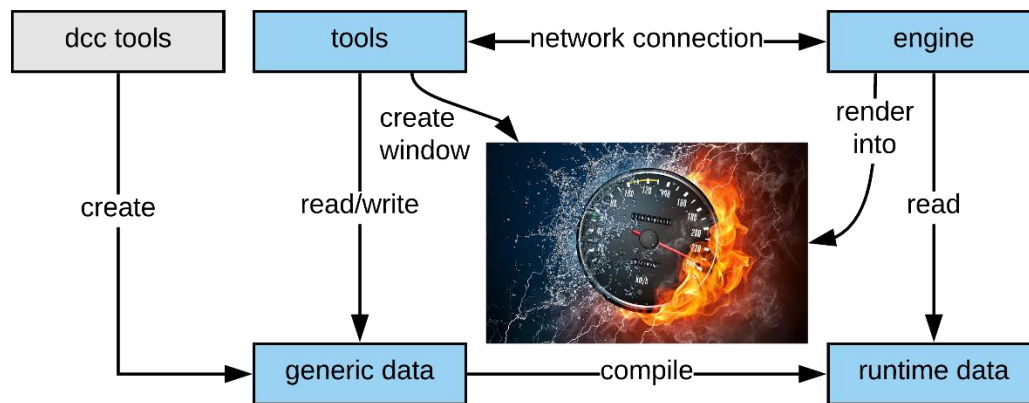 dcc tools
tools
network connection
engine
create
window
render
into
create
read/write
read
generic data
compile
runtime data